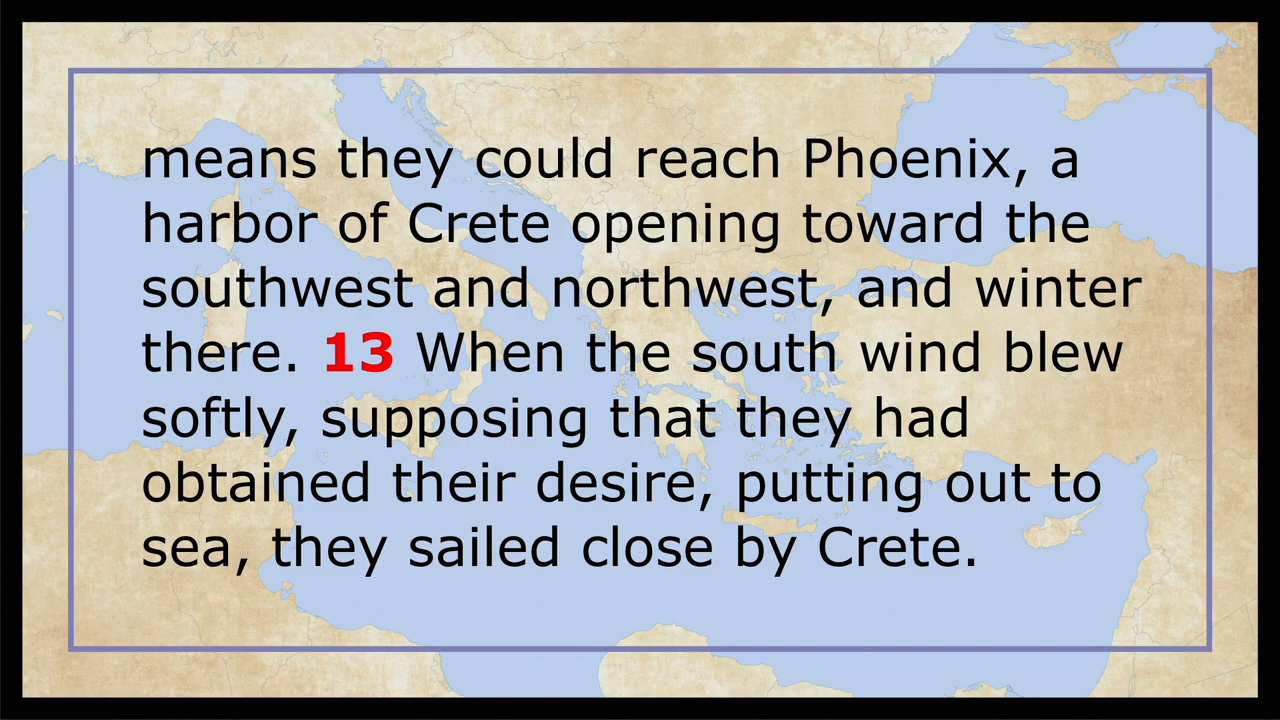 means they could reach Phoenix, a
harbor of Crete opening toward the
southwest and northwest, and winter
there. 13 When the south wind blew
softly, supposing that they had
obtained their desire, putting out to
sea, they sailed close by Crete.